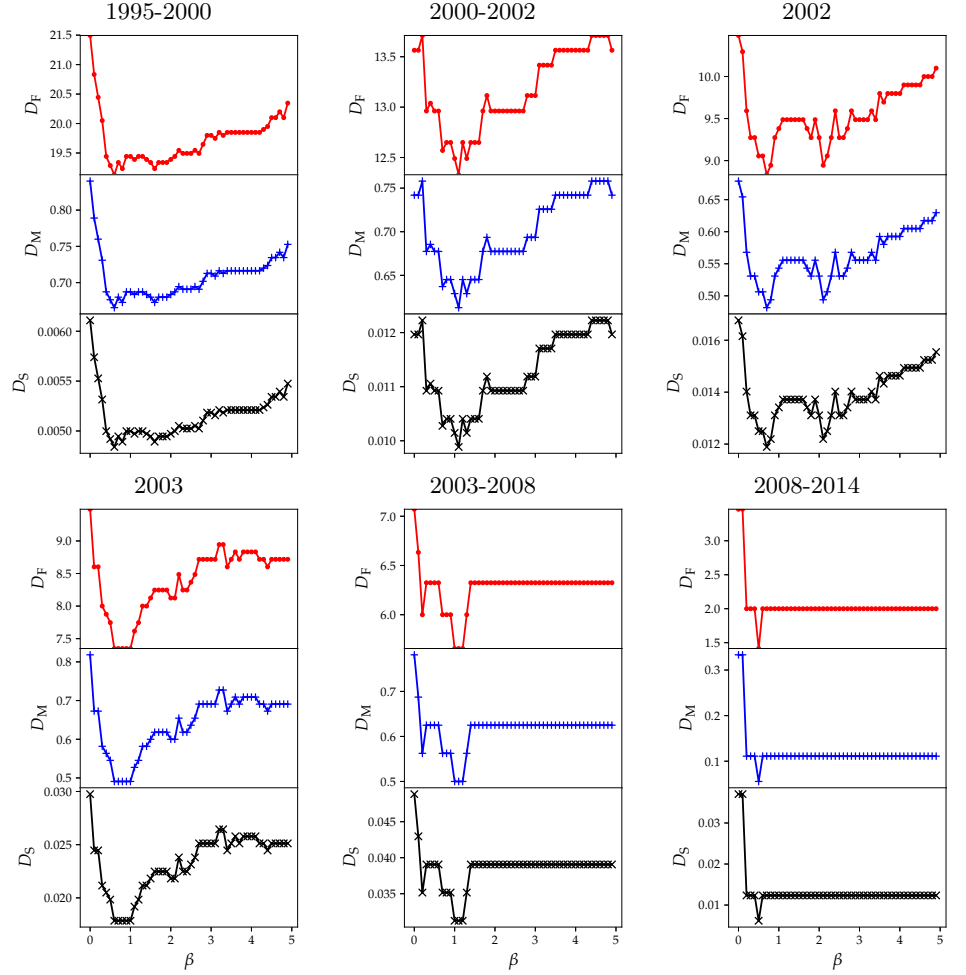 1995-2000
21.5
21.0
20.5
20.0
19.5
D_F
0.80
0.75
0.70
D_M
0.0060
0.0055
0.0050
D_S
2000-2002
13.5
13.0
12.5
D_F
0.75
0.70
0.65
D_M
0.012
0.011
0.010
D_S
2002
10.0
9.5
9.0
D_F
0.65
0.60
0.55
0.50
D_M
0.016
0.014
0.012
D_S
2003
9.0
8.5
8.0
7.5
D_F
0.8
0.7
0.6
0.5
D_M
0.030
0.025
0.020
D_S
0 1 2 3 4 5
β
2003-2008
7.0
6.5
6.0
D_F
0.7
0.6
0.5
D_M
0.045
0.040
0.035
D_S
0 1 2 3 4 5
β
2008-2014
3.0
2.5
2.0
1.5
D_F
0.3
0.2
0.1
D_M
0.03
0.02
0.01
D_S
0 1 2 3 4 5
β